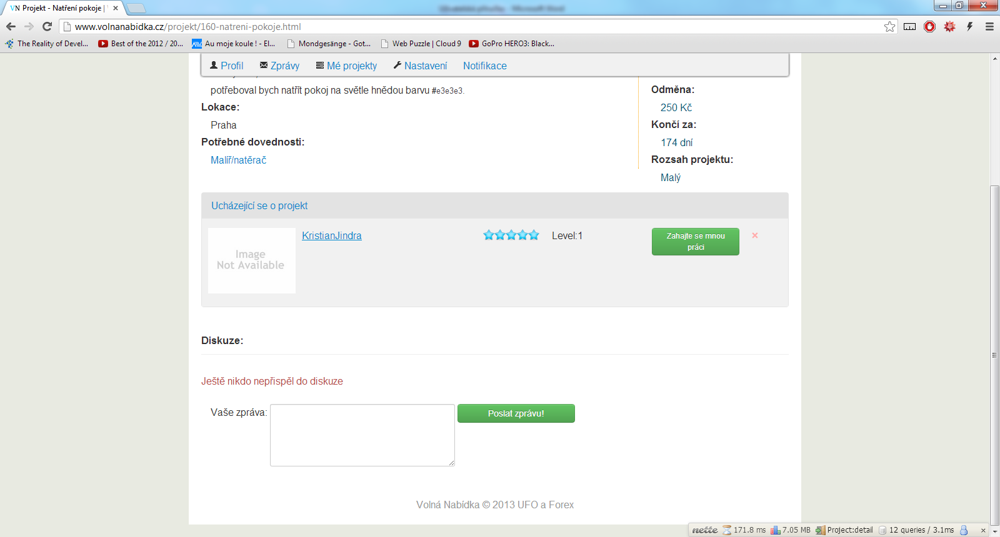 VN Projekt - Natření pokoje |
www.volnanabidka.cz/projekt/160-natreni-pokoje.html
The Reality of Devel... Best of the 2012 / 20... Au moje koule ! - El... Mondgesänge - Got... Web Puzzle | Cloud 9 GoPro HERO3: Black...
Profil Zprávy Mé projekty Nastavení Notifikace
potřeboval bych natřít pokoj na světle hnědou barvu #e3e3e3.
Lokace:
Praha
Potřebné dovednosti:
Malíř/natěrač
Odměna:
250 Kč
Končí za:
174 dní
Rozsah projektu:
Malý
Ucházející se o projekt
Image
Not Available
KristianJindra
Level:1
Zahajte se mnou
práci
Diskuze:
Ještě nikdo nepřispěl do diskuze
Vaše zpráva:
Poslat zprávu!
Volná Nabídka © 2013 UFO a Forex
nette 171.8 ms 7.05 MB Project:detail 12 queries / 3.1ms